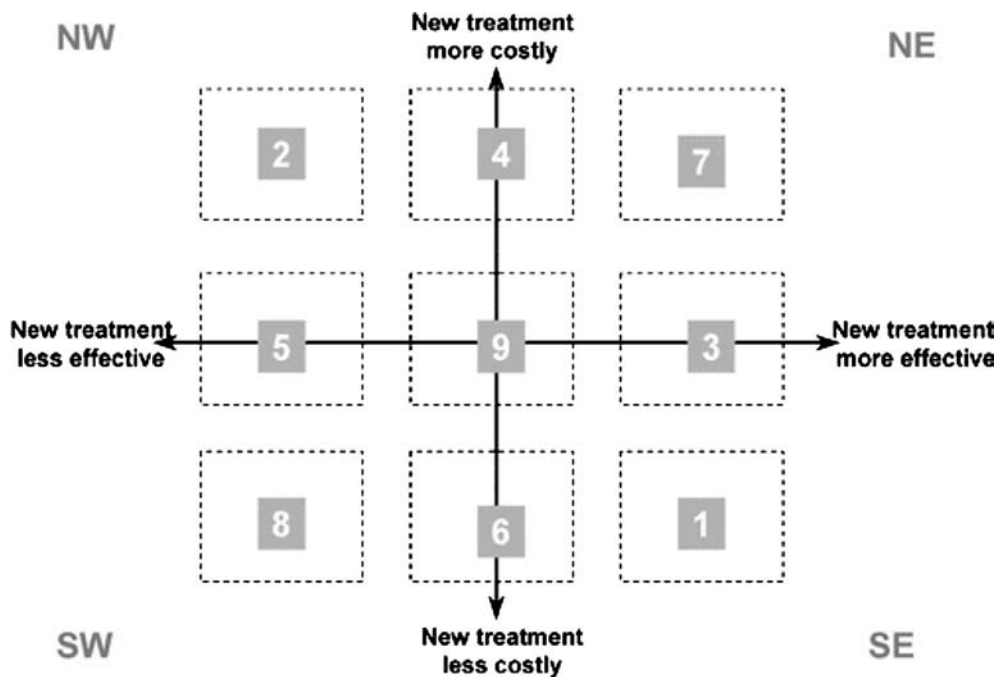 New treatment
more costly
NW
NE
2
4
7
New treatment
less effective
5
9
3
New treatment
more effective
8
6
1
SW
New treatment
less costly
SE